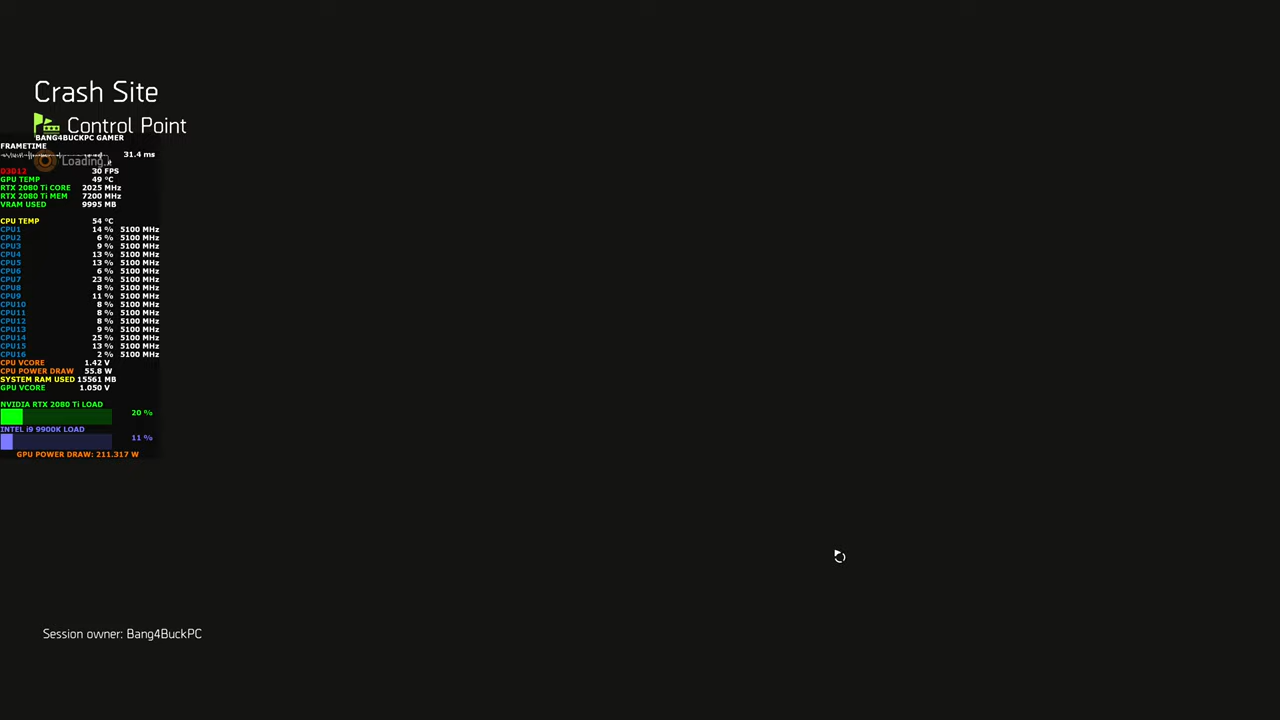 Crash Site
Control Point
BANG4BUCKPC GAMER
FRAMETIME
31.4 ms
Loading..
D3D12 30 FPS
GPU TEMP 49 °C
RTX 2080 Ti CORE 2025 MHz
RTX 2080 Ti MEM 7200 MHz
VRAM USED 9995 MB
CPU TEMP 54 °C
CPU1 14 % 5100 MHz
CPU2 6 % 5100 MHz
CPU3 9 % 5100 MHz
CPU4 13 % 5100 MHz
CPU5 13 % 5100 MHz
CPU6 6 % 5100 MHz
CPU7 23 % 5100 MHz
CPU8 8 % 5100 MHz
CPU9 11 % 5100 MHz
CPU10 8 % 5100 MHz
CPU11 8 % 5100 MHz
CPU12 8 % 5100 MHz
CPU13 9 % 5100 MHz
CPU14 25 % 5100 MHz
CPU15 13 % 5100 MHz
CPU16 2 % 5100 MHz
CPU VCORE 1.42 V
CPU POWER DRAW 55.8 W
SYSTEM RAM USED 15561 MB
GPU VCORE 1.050 V
NVIDIA RTX 2080 Ti LOAD
20 %
INTEL i9 9900K LOAD
11 %
GPU POWER DRAW: 211.317 W
Session owner: Bang4BuckPC